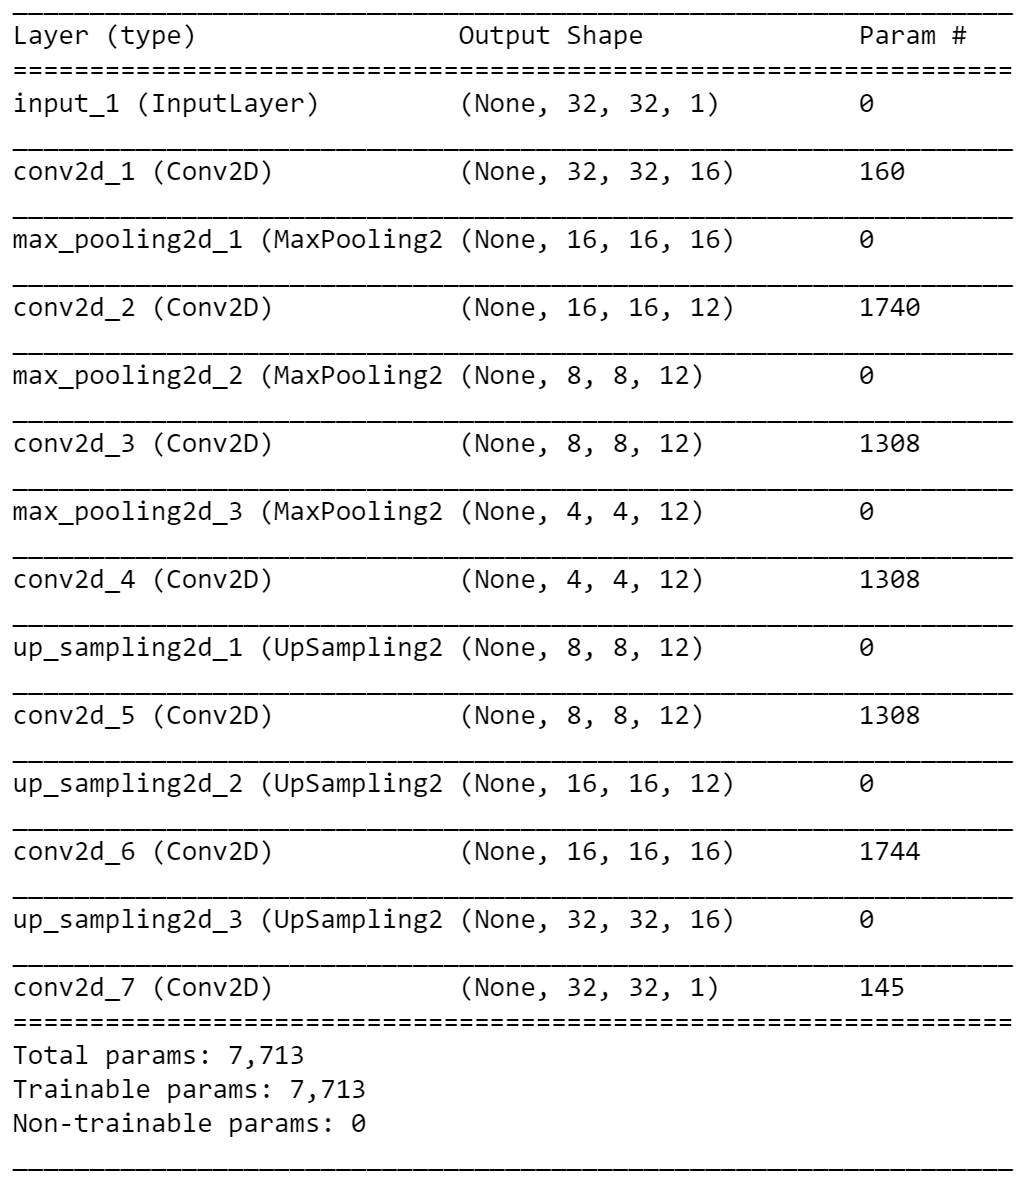 Layer (type) Output Shape Param #
input_1 (InputLayer) (None, 32, 32, 1) 0
conv2d_1 (Conv2D) (None, 32, 32, 16) 160
max_pooling2d_1 (MaxPooling2 (None, 16, 16, 16) 0
conv2d_2 (Conv2D) (None, 16, 16, 12) 1740
max_pooling2d_2 (MaxPooling2 (None, 8, 8, 12) 0
conv2d_3 (Conv2D) (None, 8, 8, 12) 1308
max_pooling2d_3 (MaxPooling2 (None, 4, 4, 12) 0
conv2d_4 (Conv2D) (None, 4, 4, 12) 1308
up_sampling2d_1 (UpSampling2 (None, 8, 8, 12) 0
conv2d_5 (Conv2D) (None, 8, 8, 12) 1308
up_sampling2d_2 (UpSampling2 (None, 16, 16, 12) 0
conv2d_6 (Conv2D) (None, 16, 16, 16) 1744
up_sampling2d_3 (UpSampling2 (None, 32, 32, 16) 0
conv2d_7 (Conv2D) (None, 32, 32, 1) 145
Total params: 7,713
Trainable params: 7,713
Non-trainable params: 0